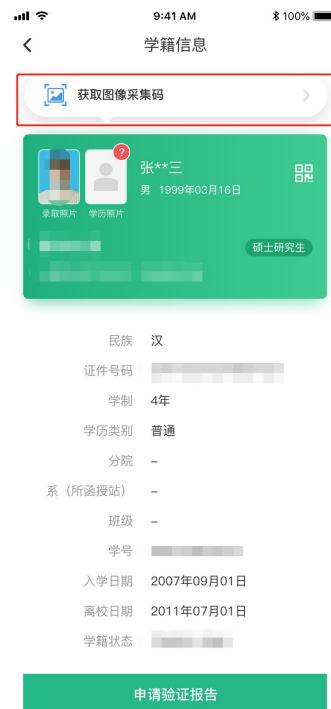 9:41 AM
100%
学籍信息
获取图像采集码
?
张**三
男 1999年03月16日
录取照片 学历照片
硕士研究生
民族 汉
证件号码
学制 4年
学历类别 普通
分院 –
系（所函授站） –
班级 –
学号
入学日期 2007年09月01日
离校日期 2011年07月01日
学籍状态
申请验证报告